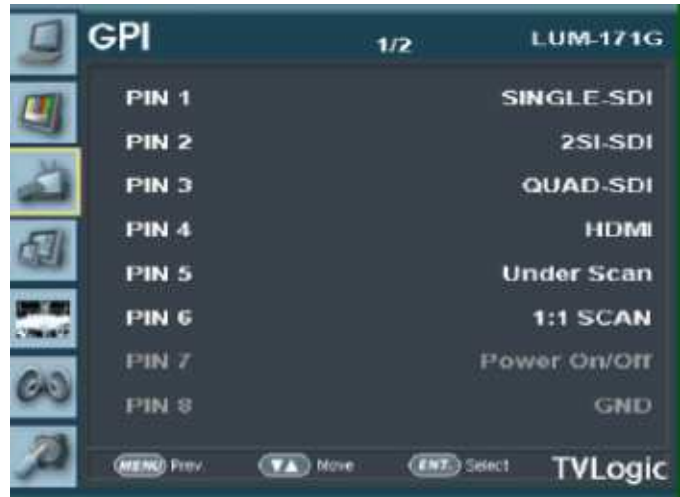 GPI 1/2 LUM-171G
PIN 1 SINGLE-SDI
PIN 2 2SI-SDI
PIN 3 QUAD-SDI
PIN 4 HDMI
PIN 5 Under Scan
PIN 6 1:1 SCAN
PIN 7 Power On/Off
PIN 8 GND
MENU Prev ▼▲ Move ENT. Select TVLogic